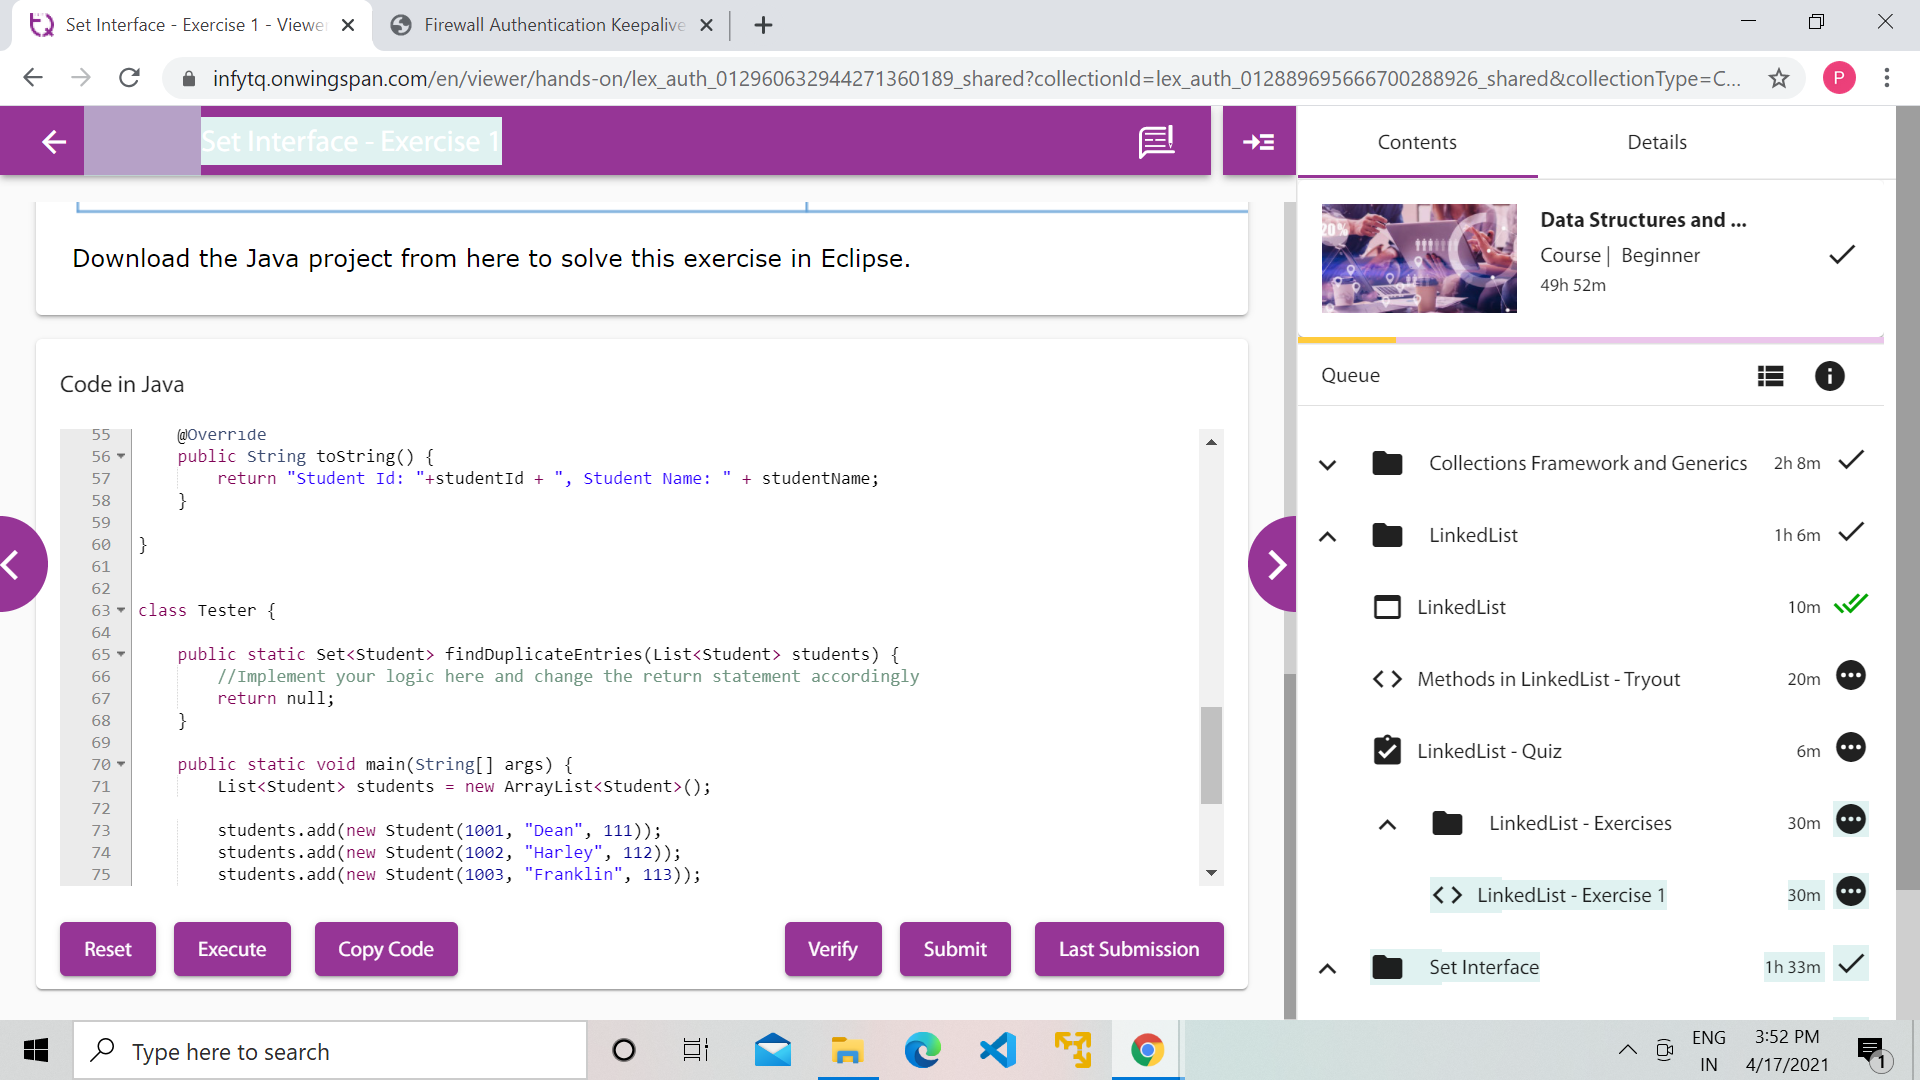 Set Interface - Exercise 1 - Viewer
Firewall Authentication Keepalive
infytq.onwingspan.com/en/viewer/hands-on/lex_auth_012960632944271360189_shared?collectionId=lex_auth_012889695666700288926_shared&collectionType=C...
P
Set Interface - Exercise 1
Download the Java project from here to solve this exercise in Eclipse.
Code in Java
55 @Override
56 public String toString() {
57 return "Student Id: "+studentId + ", Student Name: " + studentName;
58 }
59
60 }
61
62
63 class Tester {
64
65 public static Set<Student> findDuplicateEntries(List<Student> students) {
66 //Implement your logic here and change the return statement accordingly
67 return null;
68 }
69
70 public static void main(String[] args) {
71 List<Student> students = new ArrayList<Student>();
72
73 students.add(new Student(1001, "Dean", 111));
74 students.add(new Student(1002, "Harley", 112));
75 students.add(new Student(1003, "Franklin", 113));
Reset Execute Copy Code Verify Submit Last Submission
Contents Details
20%
Data Structures and ...
Course | Beginner
49h 52m
Queue
Collections Framework and Generics 2h 8m
LinkedList 1h 6m
LinkedList 10m
Methods in LinkedList - Tryout 20m
LinkedList - Quiz 6m
LinkedList - Exercises 30m
LinkedList - Exercise 1 30m
Set Interface 1h 33m
Type here to search
ENG
IN
3:52 PM
4/17/2021
1